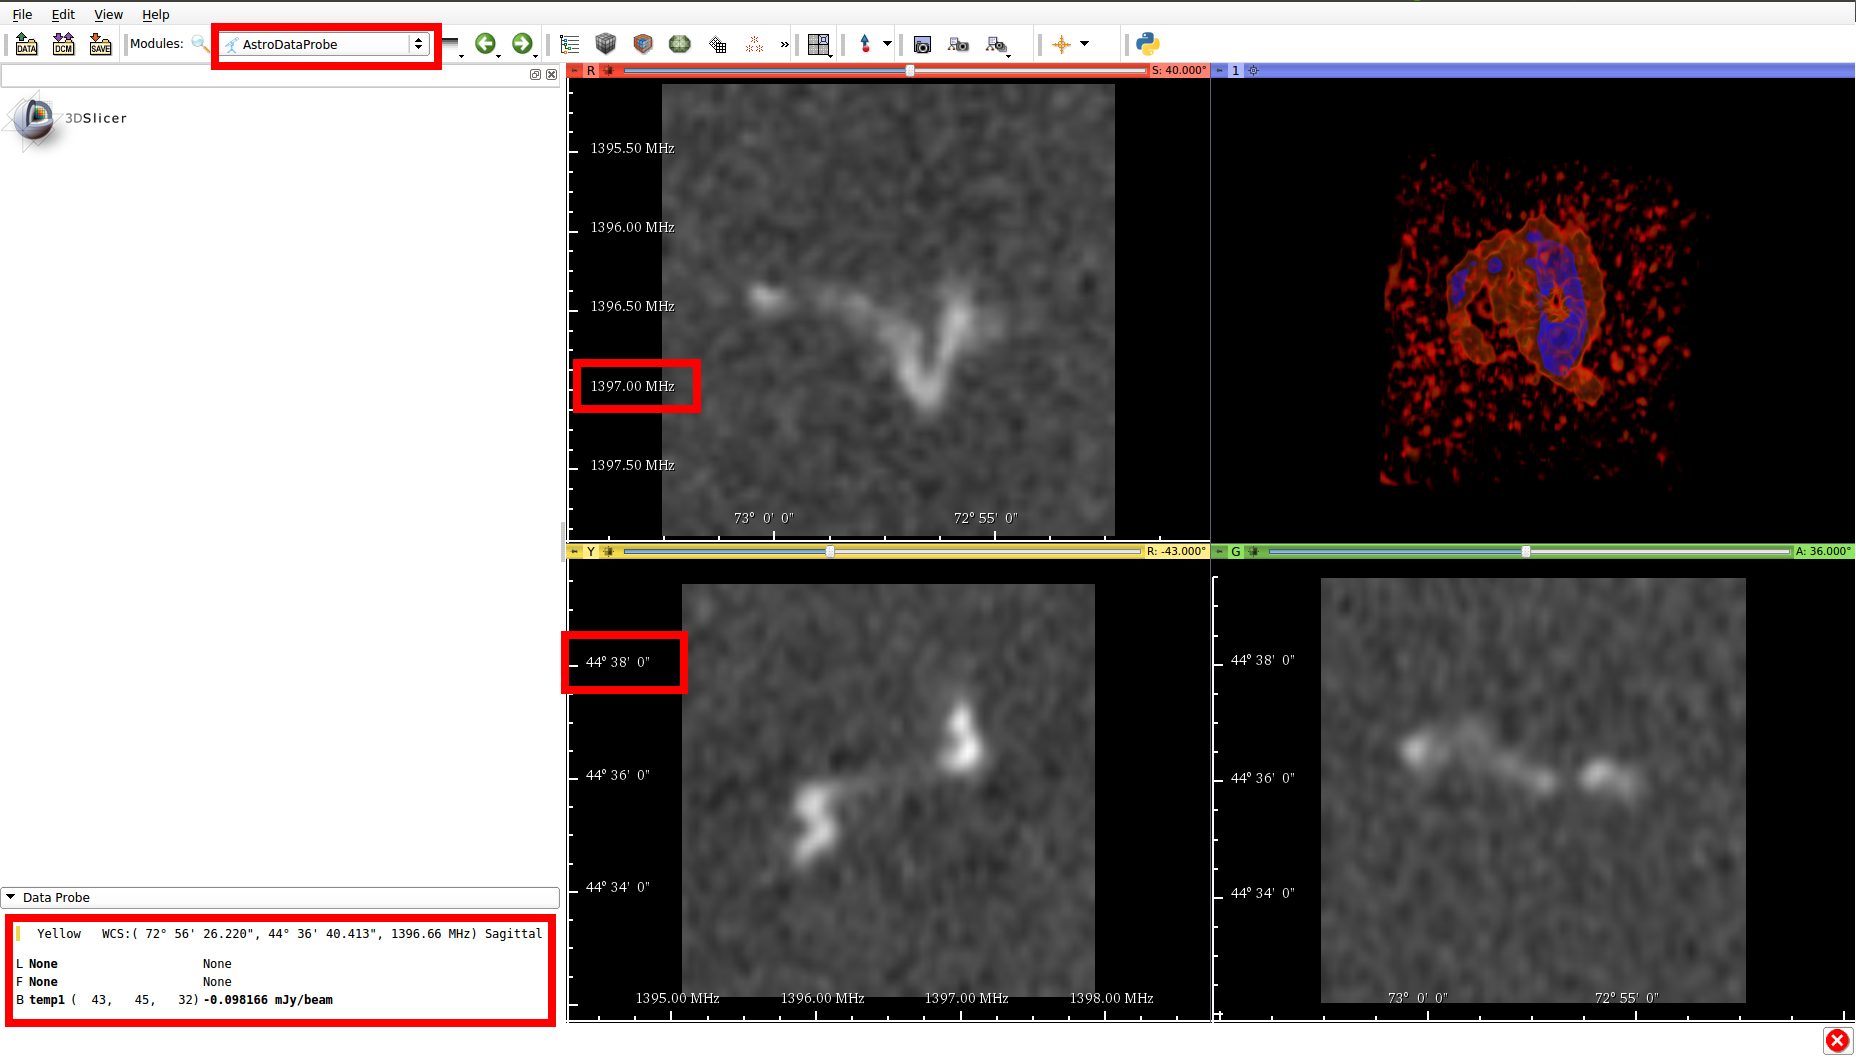 File Edit View Help
DATA DCM SAVE Modules: AstroDataProbe »
3DSlicer
R S: 40.000°
1395.50 MHz
1396.00 MHz
1396.50 MHz
1397.00 MHz
1397.50 MHz
73° 0' 0" 72° 55' 0"
1
Y R: -43.000°
44° 38' 0"
44° 36' 0"
44° 34' 0"
1395.00 MHz 1396.00 MHz 1397.00 MHz 1398.00 MHz
G A: 36.000°
44° 38' 0"
44° 36' 0"
44° 34' 0"
73° 0' 0" 72° 55' 0"
Data Probe
Yellow WCS:( 72° 56' 26.220", 44° 36' 40.413", 1396.66 MHz) Sagittal
L None None
F None None
B temp1 ( 43, 45, 32) -0.098166 mJy/beam